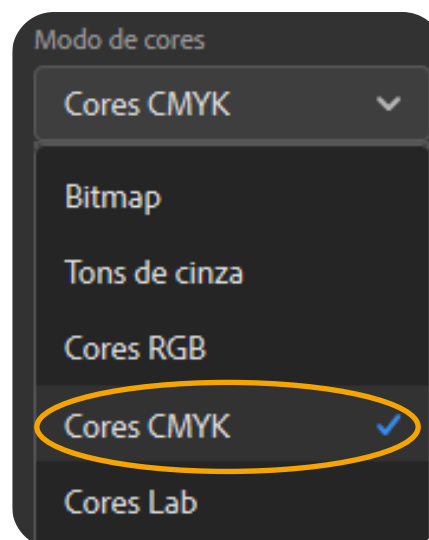 Modo de cores
Cores CMYK
Bitmap
Tons de cinza
Cores RGB
Cores CMYK
Cores Lab